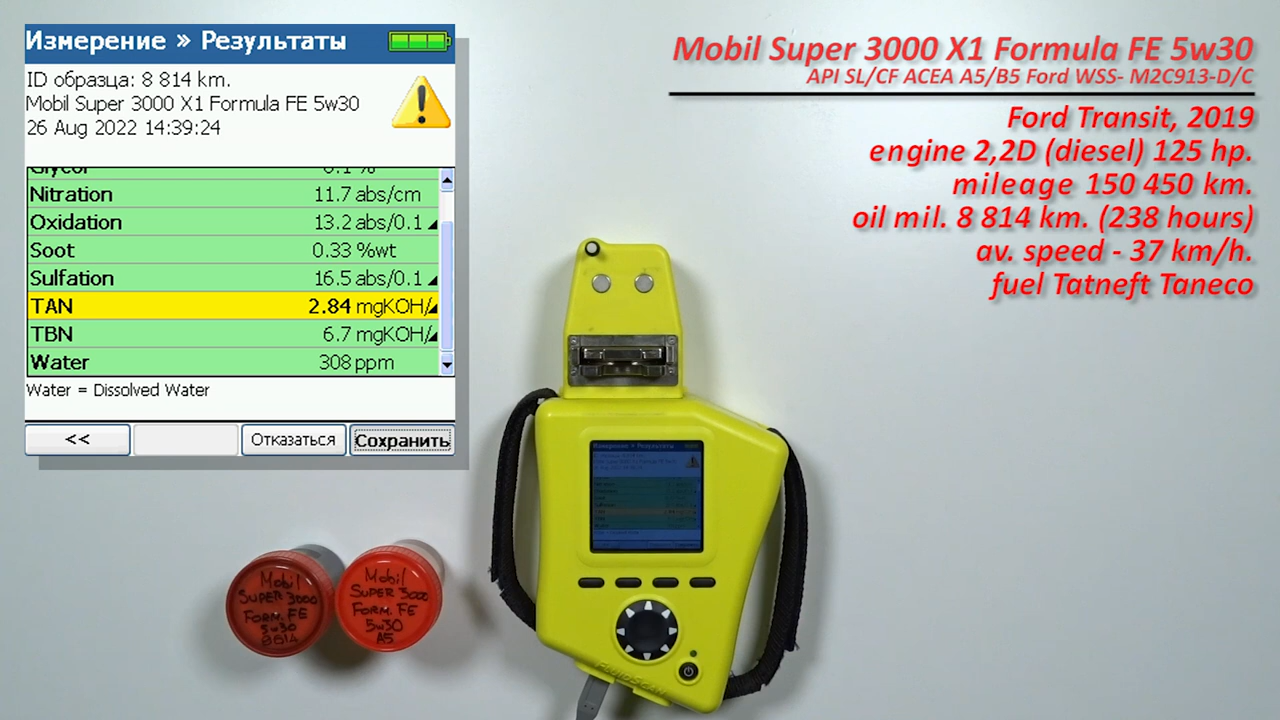 Измерение » Результаты
ID образца: 8 814 km.
Mobil Super 3000 X1 Formula FE 5w30
26 Aug 2022 14:39:24
Glycol 0.1 %
Nitration 11.7 abs/cm
Oxidation 13.2 abs/0.1
Soot 0.33 %wt
Sulfation 16.5 abs/0.1
TAN 2.84 mgKOH/
TBN 6.7 mgKOH/
Water 308 ppm
Water = Dissolved Water
<< Отказаться Сохранить
Mobil Super 3000 X1 Formula FE 5w30
API SL/CF ACEA A5/B5 Ford WSS- M2C913-D/C
Ford Transit, 2019
engine 2,2D (diesel) 125 hp.
mileage 150 450 km.
oil mil. 8 814 km. (238 hours)
av. speed - 37 km/h.
fuel Tatneft Taneco
Mobil
SUPER 3000
FORM. FE
5w30
8814
Mobil
SUPER 3000
FORM. FE
5w30
A5
FLUIDSCAN